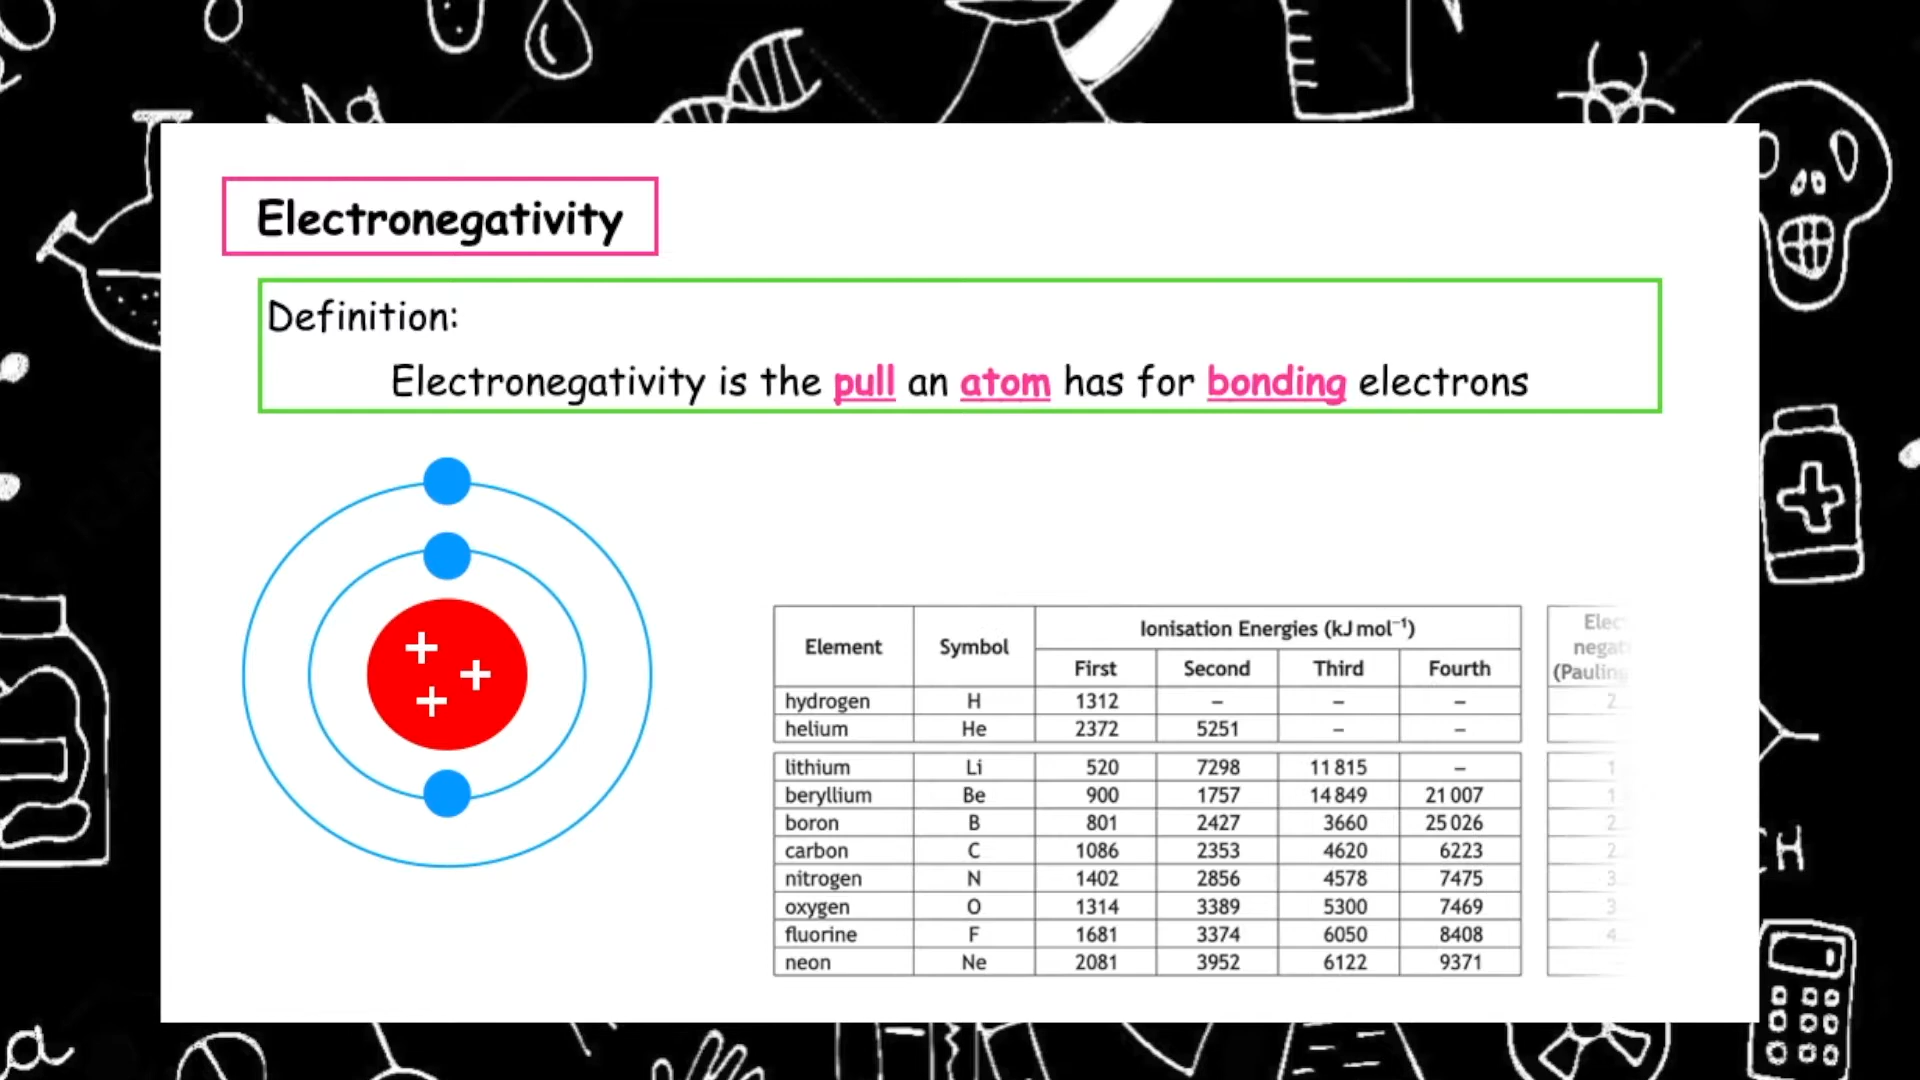 Electronegativity
Definition:
Electronegativity is the pull an atom has for bonding electrons
+
+
+
Element Symbol Ionisation Energies (kJ mol⁻¹)
First Second Third Fourth
hydrogen H 1312 – – –
helium He 2372 5251 – –
lithium Li 520 7298 11 815 –
beryllium Be 900 1757 14 849 21 007
boron B 801 2427 3660 25 026
carbon C 1086 2353 4620 6223
nitrogen N 1402 2856 4578 7475
oxygen O 1314 3389 5300 7469
fluorine F 1681 3374 6050 8408
neon Ne 2081 3952 6122 9371